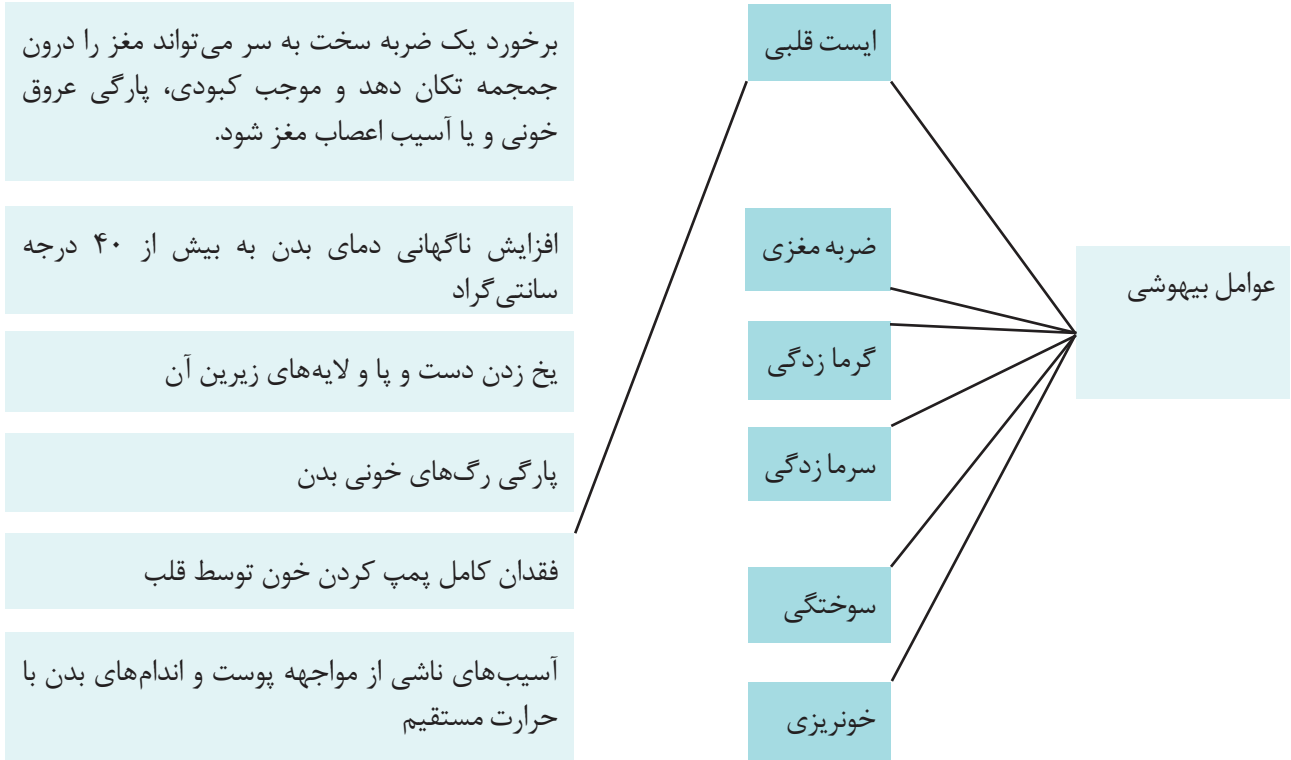 عوامل بیهوشی
ایست قلبی
ضربه مغزی
گرما زدگی
سرما زدگی
سوختگی
خونریزی
برخورد یک ضربه سخت به سر می‌تواند مغز را درون
جمجمه تکان دهد و موجب کبودی، پارگی عروق
خونی و یا آسیب اعصاب مغز شود.
افزایش ناگهانی دمای بدن به بیش از ۴۰ درجه
سانتی‌گراد
یخ زدن دست و پا و لایه‌های زیرین آن
پارگی رگ‌های خونی بدن
فقدان کامل پمپ کردن خون توسط قلب
آسیب‌های ناشی از مواجهه پوست و اندام‌های بدن با
حرارت مستقیم